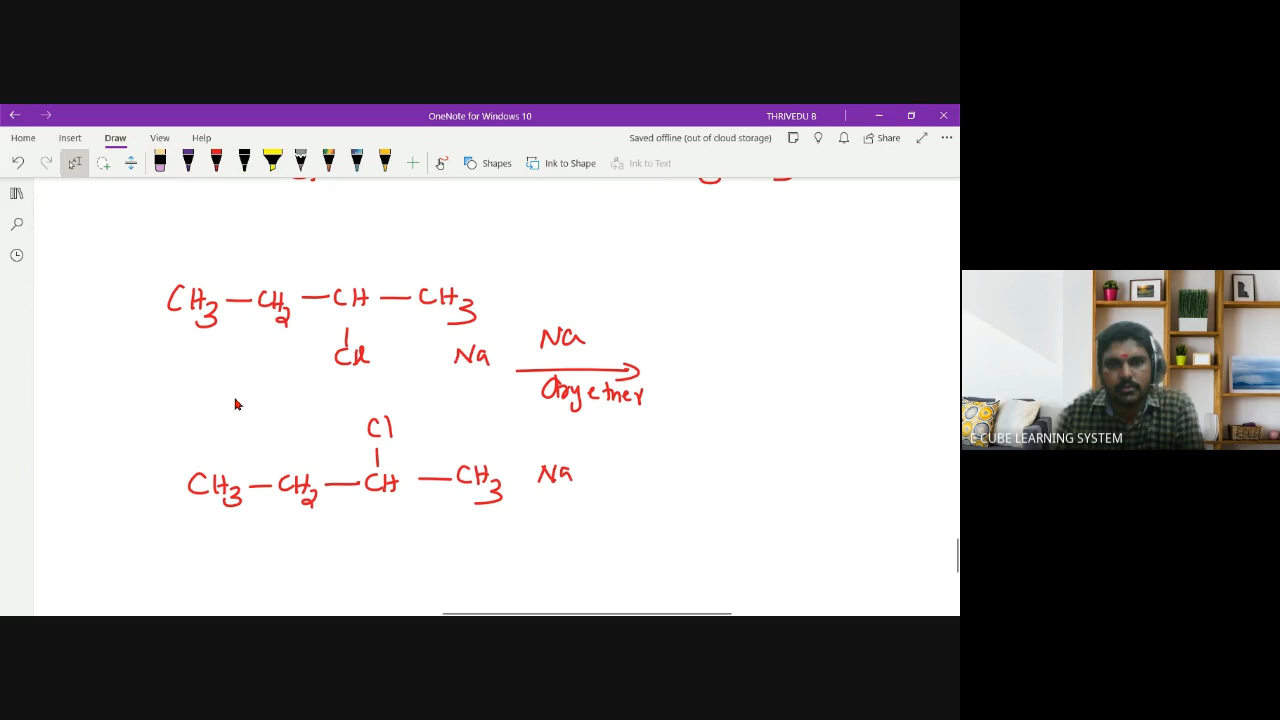 OneNote for Windows 10
THRIVEDU B
Home Insert Draw View Help
Saved offline (out of cloud storage)
Share
Shapes
Ink to Shape
Ink to Text
CH3 — CH2 — CH — CH3
Cl
Na
Na
Cl
CH3 — CH2 — CH — CH3 Na
E CUBE LEARNING SYSTEM